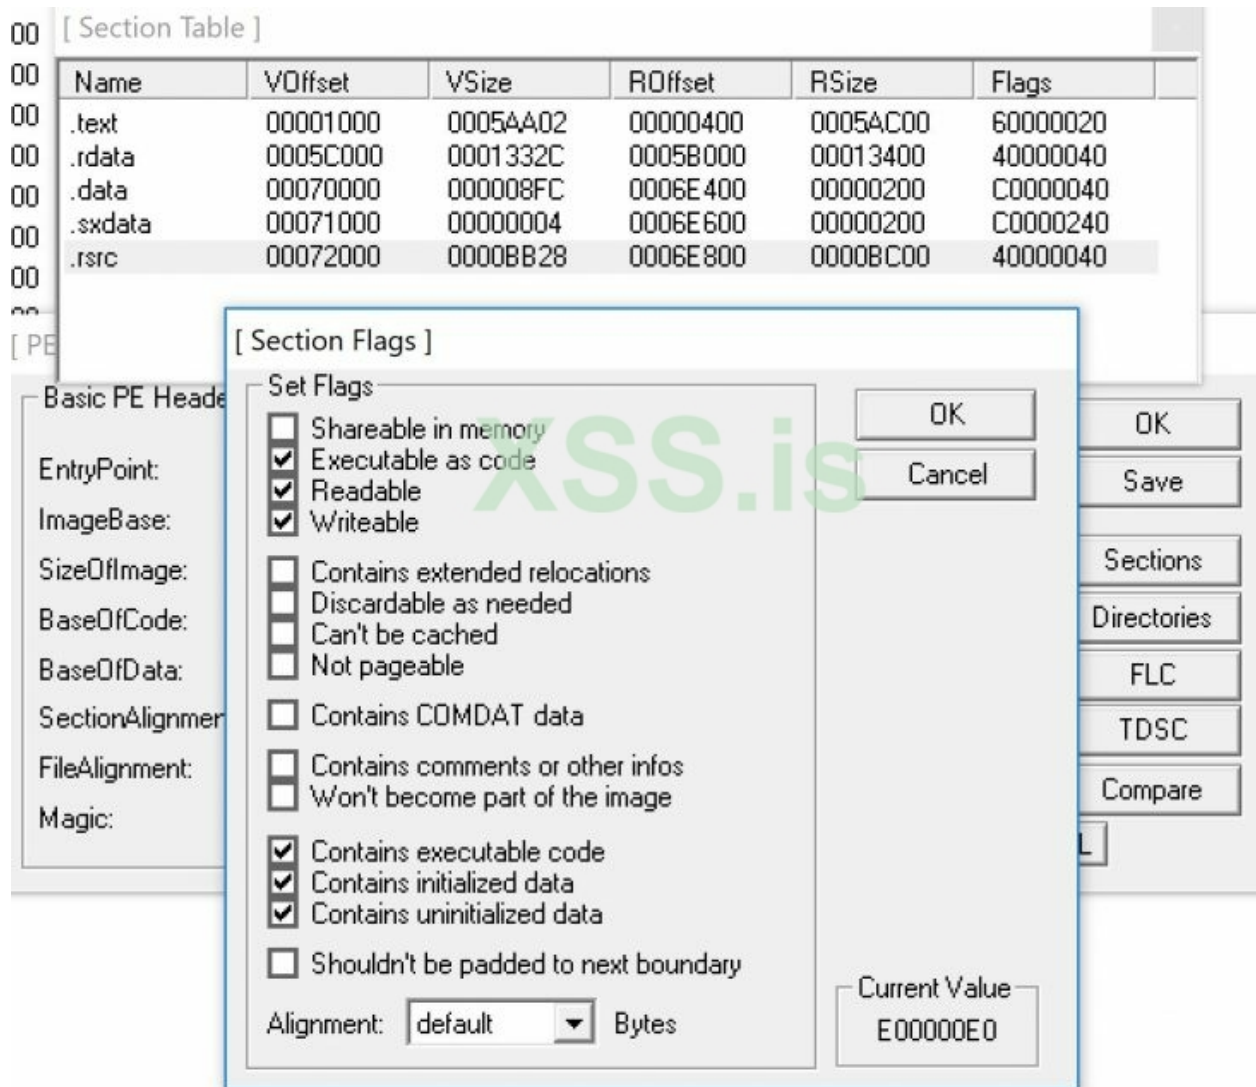 00
[ Section Table ]
00
Name VOffset VSize ROffset RSize Flags
00
.text 00001000 0005AA02 00000400 0005AC00 60000020
00
.rdata 0005C000 0001332C 0005B000 00013400 40000040
00
.data 00070000 000008FC 0006E400 00000200 C0000040
00
.sxdata 00071000 00000004 0006E600 00000200 C0000240
00
.rsrc 00072000 0000BB28 0006E800 0000BC00 40000040
[ PE
Basic PE Heade
EntryPoint:
ImageBase:
SizeOfImage:
BaseOfCode:
BaseOfData:
SectionAlignmen
FileAlignment:
Magic:
[ Section Flags ]
Set Flags
Shareable in memory
Executable as code
Readable
Writeable
Contains extended relocations
Discardable as needed
Can't be cached
Not pageable
Contains COMDAT data
Contains comments or other infos
Won't become part of the image
Contains executable code
Contains initialized data
Contains uninitialized data
Shouldn't be padded to next boundary
Alignment: default Bytes
OK
Cancel
Current Value
E00000E0
OK
Save
Sections
Directories
FLC
TDSC
Compare
L
XSS.is